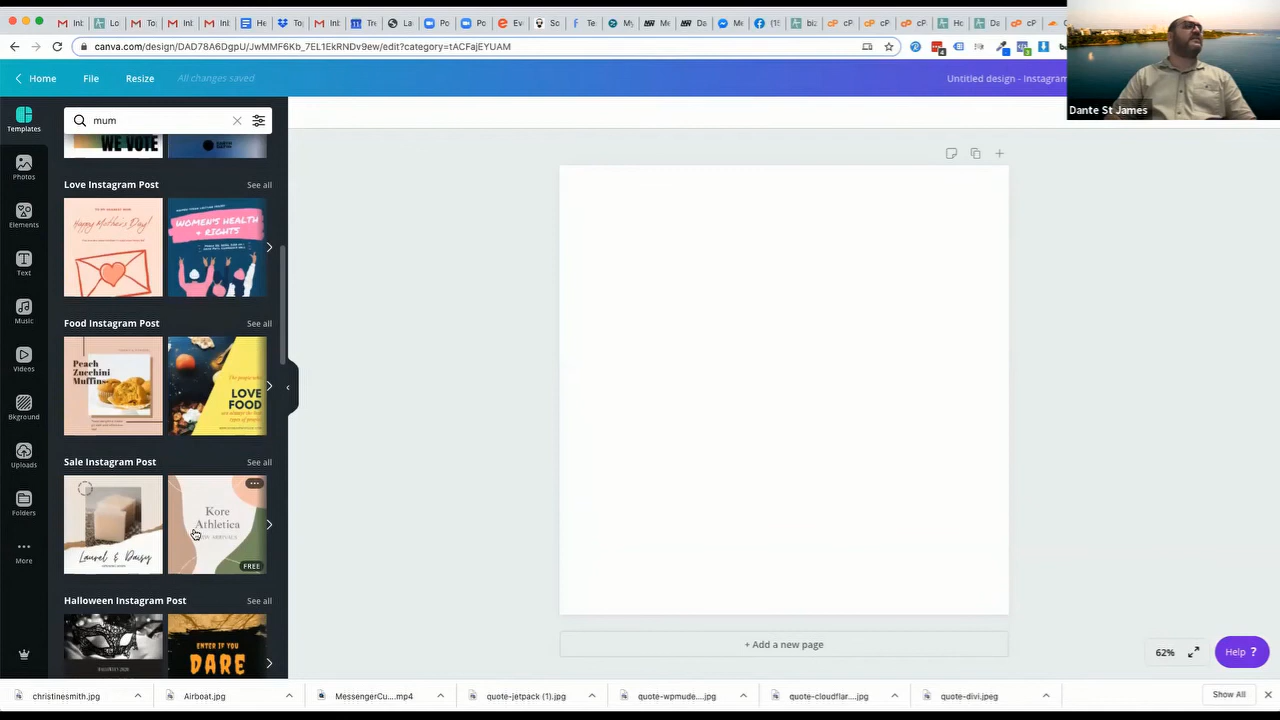 canva.com/design/DAD78A6DgpU/JwMMF6Kb_7EL1EkRNDv9ew/edit?category=tACFajEYUAM
Home
File
Resize
All changes saved
Untitled design - Instagram
Dante St James
Templates
Photos
Elements
Text
Music
Videos
Bkground
Uploads
Folders
More
mum
WE VOTE
Love Instagram Post
See all
Happy Mother's Day!
WOMEN'S HEALTH
+ RIGHTS
Food Instagram Post
See all
Peach
Zucchini
Muffins
LOVE
FOOD
Sale Instagram Post
See all
Laurel & Daisy
Kore
Athletica
FREE
Halloween Instagram Post
See all
ENTER IF YOU
DARE
+ Add a new page
62%
Help ?
christinesmith.jpg
Airboat.jpg
MessengerCu....mp4
quote-jetpack (1).jpg
quote-wpmude....jpg
quote-cloudflar....jpg
quote-divi.jpeg
Show All